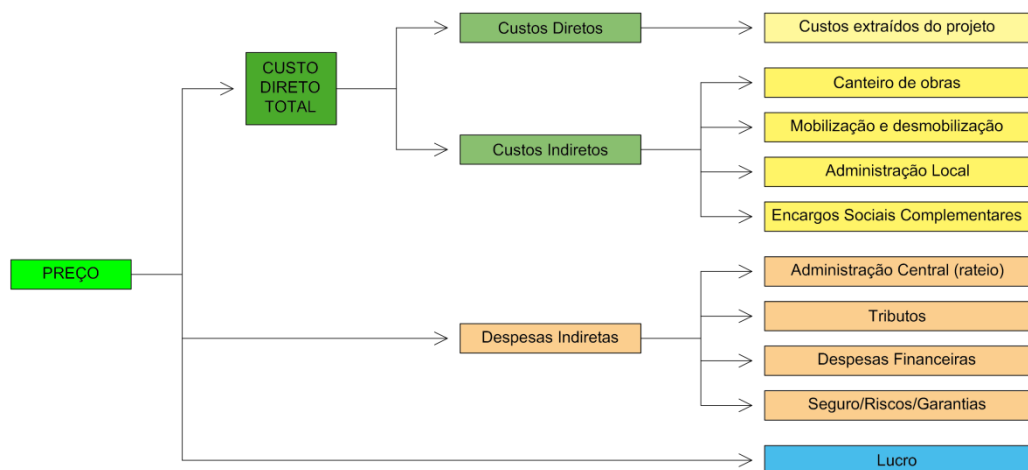 Custos Diretos
Custos extraídos do projeto
CUSTO
DIRETO
TOTAL
Canteiro de obras
Mobilização e desmobilização
Custos Indiretos
Administração Local
Encargos Sociais Complementares
PREÇO
Administração Central (rateio)
Tributos
Despesas Indiretas
Despesas Financeiras
Seguro/Riscos/Garantias
Lucro